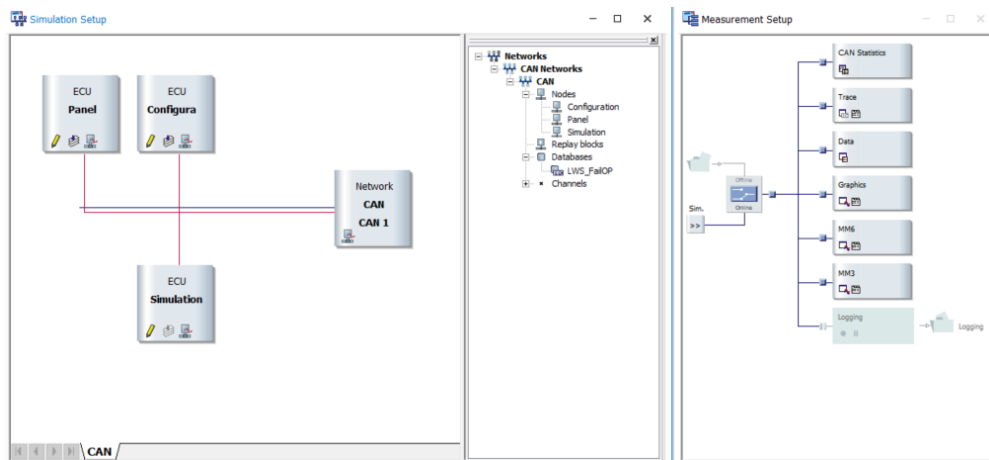 Simulation Setup
ECU
Panel
ECU
Configura
Network
CAN
CAN 1
ECU
Simulation
CAN
Networks
CAN Networks
CAN
Nodes
Configuration
Panel
Simulation
Replay blocks
Databases
LWS_FailOP
Channels
Measurement Setup
CAN Statistics
Trace
Data
Offline
Online
Sim.
>>
Graphics
MM6
MM3
Logging
Logging